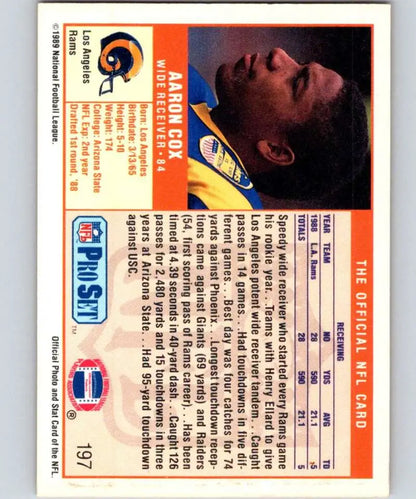 THE OFFICIAL NFL CARD
RECEIVING
YEAR TEAM NO YDS AVG TD
1988 L.A. Rams 28 590 21.1 5
TOTALS 28 590 21.1 5
Speedy wide receiver who started every Rams game
his rookie year... Teams with Henry Ellard to give
Los Angeles potent wide receiver tandem... Caught
passes in 14 games... Had touchdowns in five dif-
ferent games... Best day was four catches for 74
yards against Phoenix... Longest touchdown recep-
tions came against Giants (69 yards) and Raiders
(54, first scoring pass of Rams career)... Has been
timed at 4.39 seconds in 40-yard dash... Caught 126
passes for 2,480 yards and 15 touchdowns in three
years at Arizona State... Had 95-yard touchdown
against USC.
AARON COX
WIDE RECEIVER • 84
Born: Los Angeles
Birthdate: 3/13/65
Height: 5-10
Weight: 174
College: Arizona State
NFL Exp: 2nd year
Drafted 1st round, '88
Los Angeles
Rams
©1989 National Football League.
NFL
PRO SET
™
®
197
Official Photo and Stat Card of the NFL.